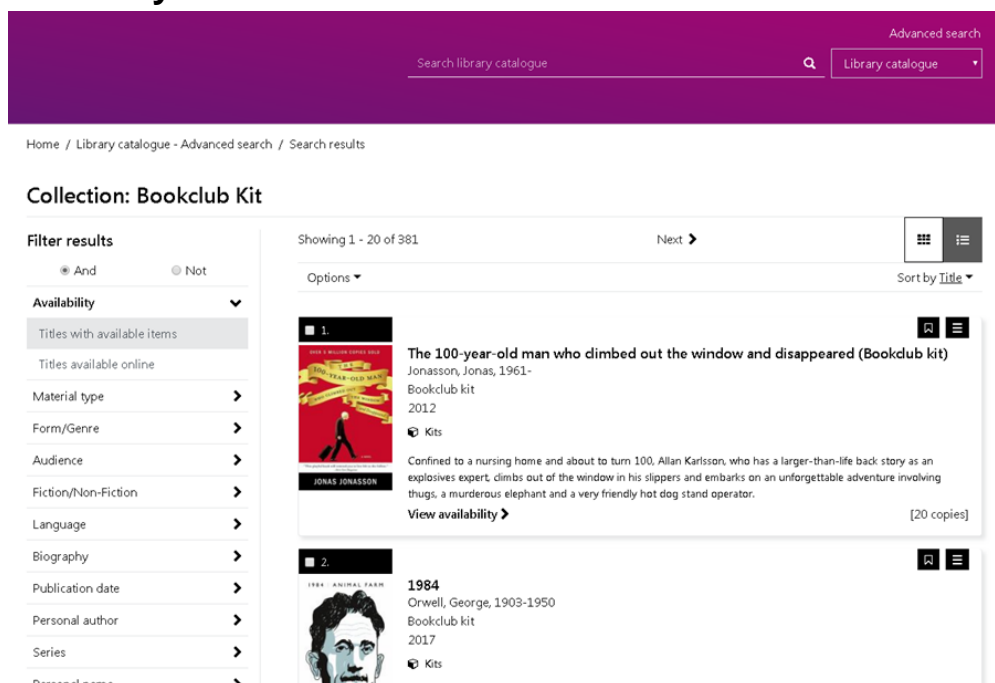 Advanced search
Search library catalogue
Library catalogue
Home / Library catalogue - Advanced search / Search results
Collection: Bookclub Kit
Filter results
And
Not
Availability
Titles with available items
Titles available online
Material type
Form/Genre
Audience
Fiction/Non-Fiction
Language
Biography
Publication date
Personal author
Series
Showing 1 - 20 of 381
Next
Options
Sort by Title
1.
THE
100-YEAR-OLD MAN
JONAS JONASSON
The 100-year-old man who climbed out the window and disappeared (Bookclub kit)
Jonasson, Jonas, 1961-
Bookclub kit
2012
Kits
Confined to a nursing home and about to turn 100, Allan Karlsson, who has a larger-than-life back story as an
explosives expert, climbs out of the window in his slippers and embarks on an unforgettable adventure involving
thugs, a murderous elephant and a very friendly hot dog stand operator.
View availability
[20 copies]
2.
1984 · ANIMAL FARM
1984
Orwell, George, 1903-1950
Bookclub kit
2017
Kits